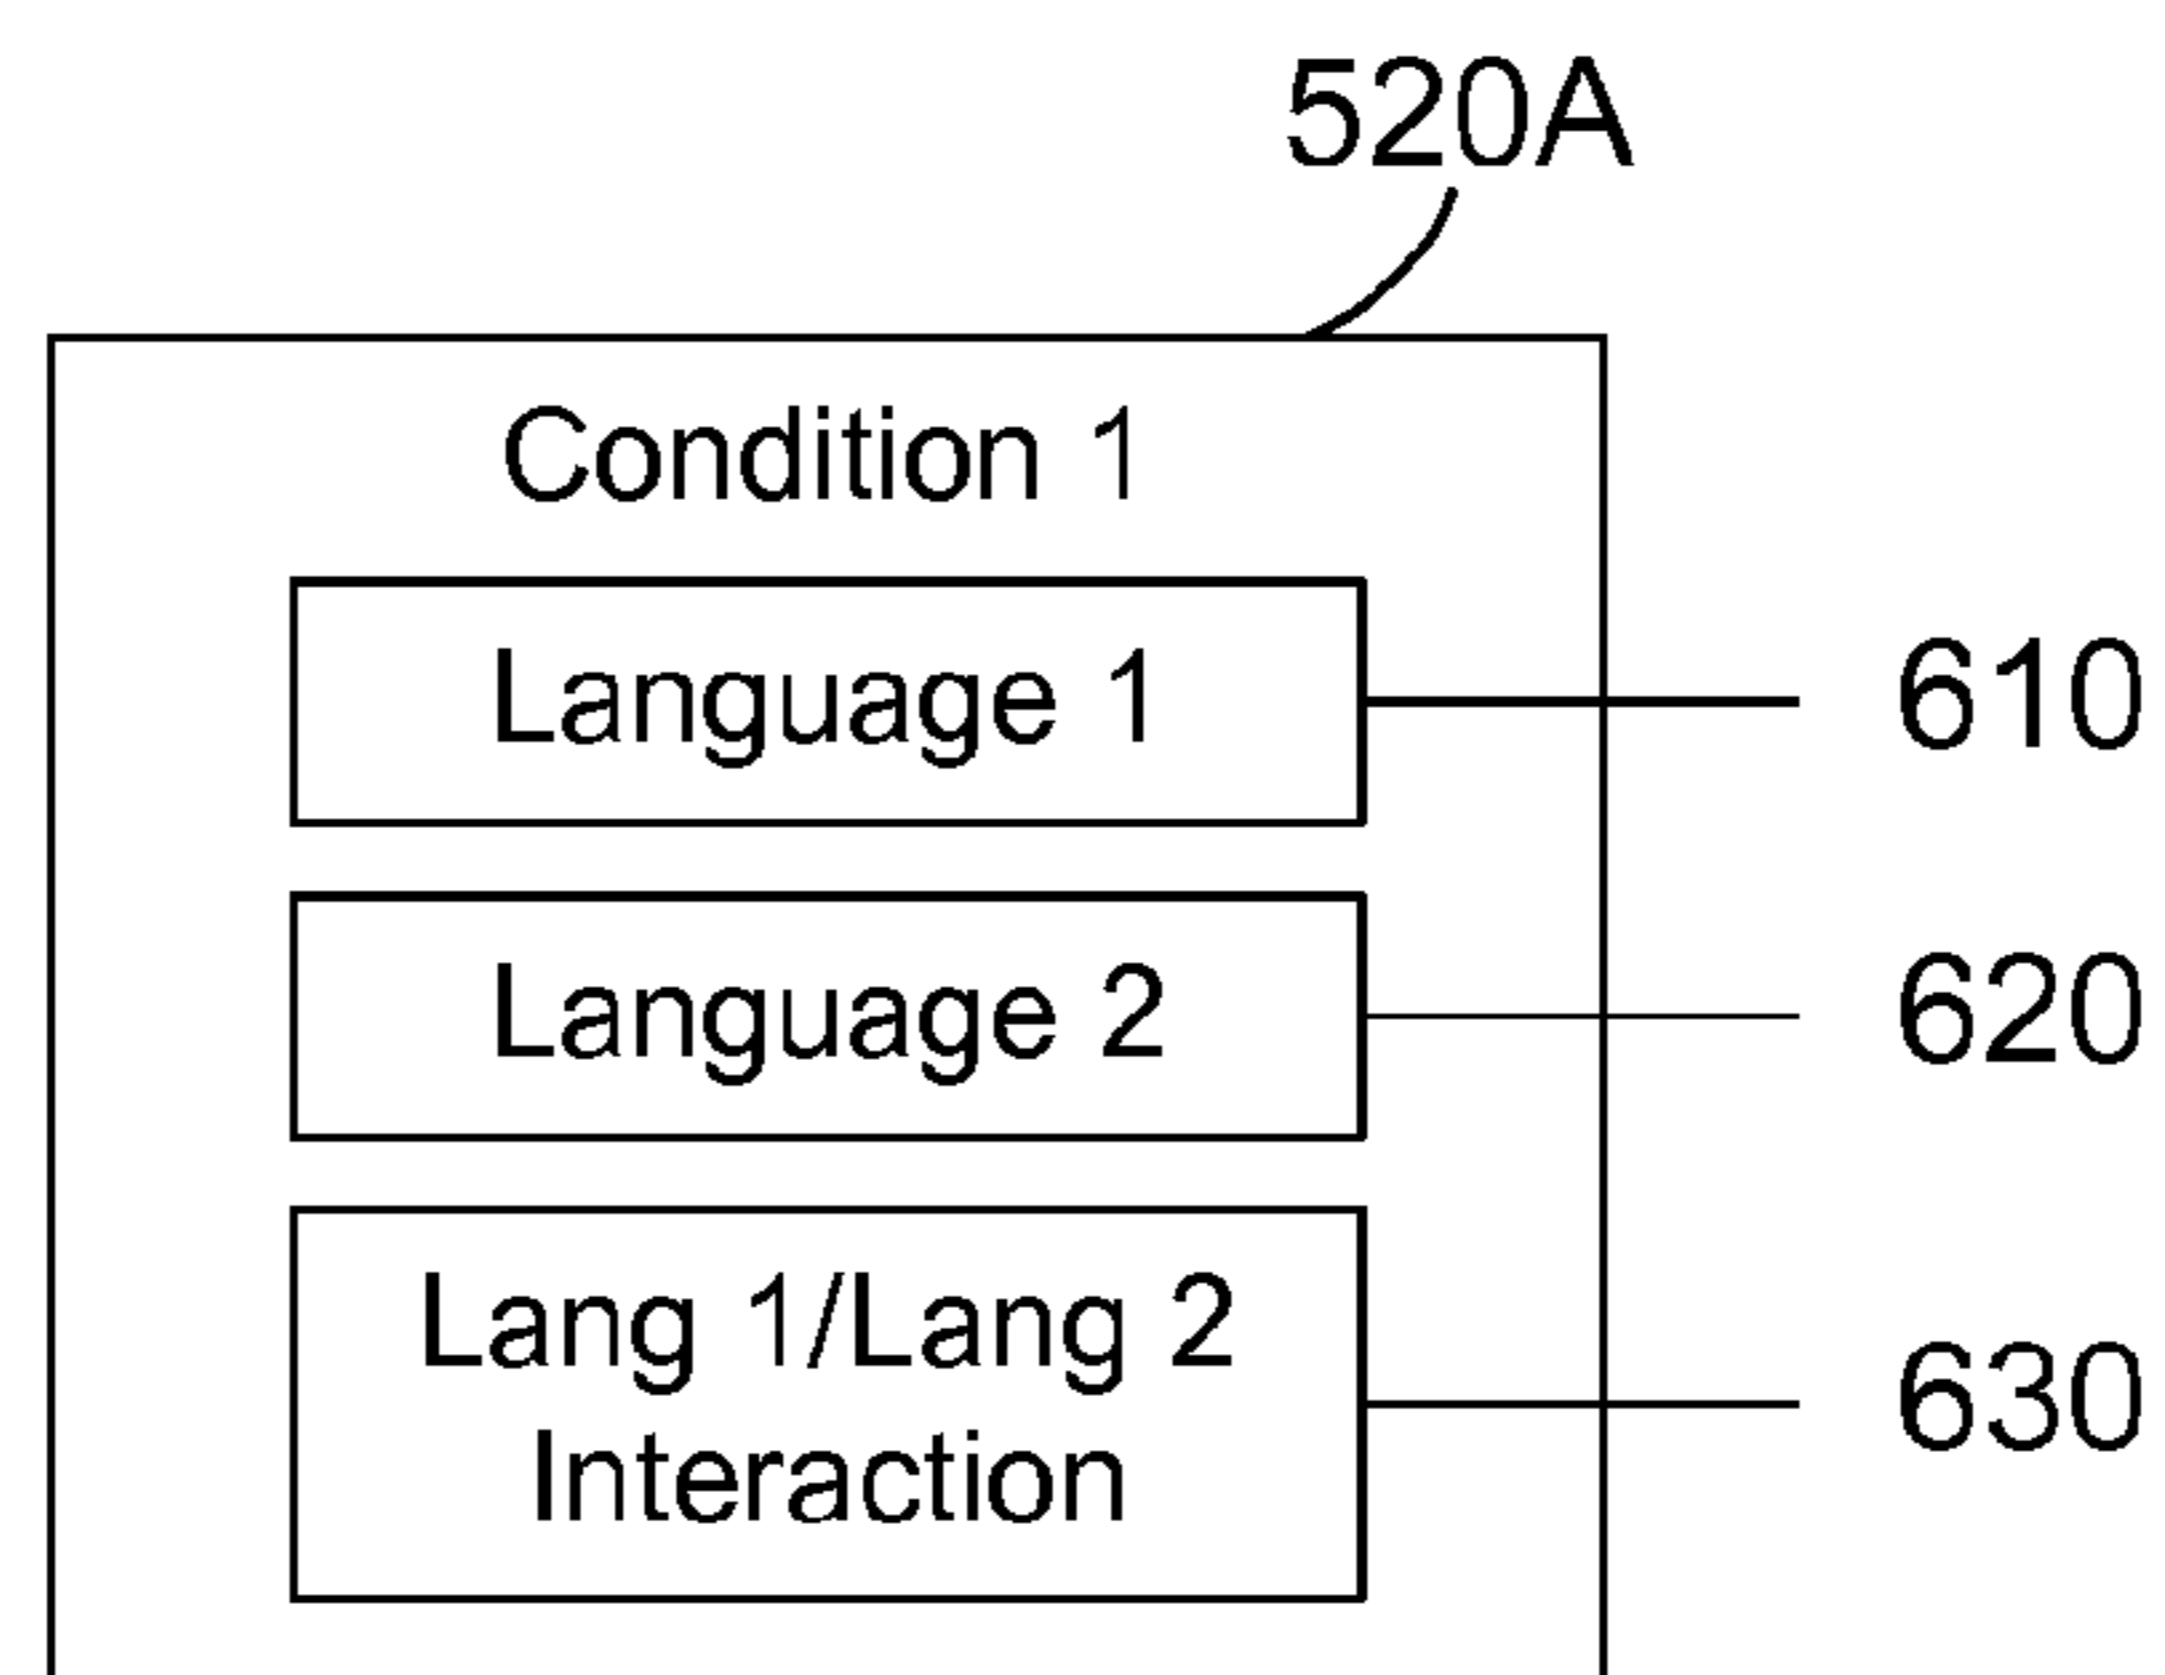 520A
Condition 1
Language 1
610
Language 2
620
Lang 1/Lang 2
Interaction
630